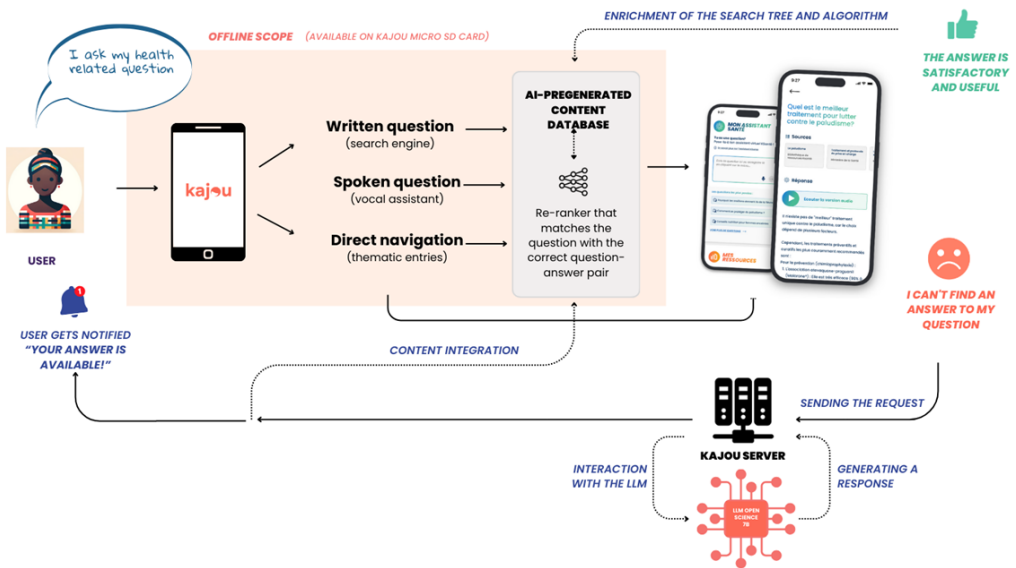 ENRICHMENT OF THE SEARCH TREE AND ALGORITHM
OFFLINE SCOPE (AVAILABLE ON KAJOU MICRO SD CARD)
I ask my health
related question
THE ANSWER IS
SATISFACTORY
AND USEFUL
AI-PREGENERATED
CONTENT
DATABASE
Written question
(search engine)
kajou
Spoken question
(vocal assistant)
Direct navigation
(thematic entries)
Re-ranker that
matches the
question with the
correct question-
answer pair
MON ASSISTANT
SANTÉ
MES
RESSOURCES
Quel est le meilleur
traitement pour lutter
contre le paludisme?
Sources
Réponse
Écouter la version audio
USER
1
USER GETS NOTIFIED
“YOUR ANSWER IS
AVAILABLE!”
I CAN'T FIND AN
ANSWER TO MY
QUESTION
CONTENT INTEGRATION
SENDING THE REQUEST
KAJOU SERVER
INTERACTION
WITH THE LLM
GENERATING A
RESPONSE
LLM OPEN
SCIENCE
7B